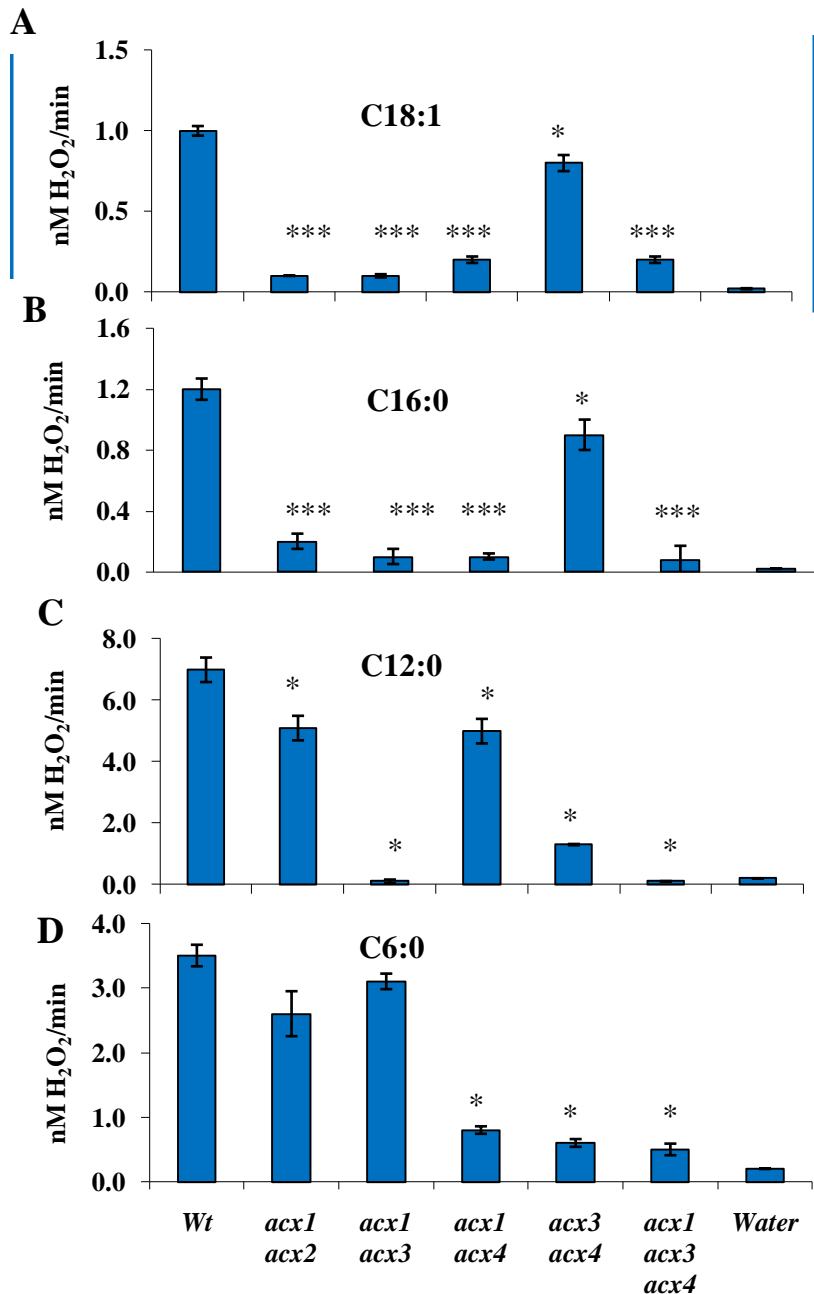 A
nM H₂O₂/min
1.5
1.0
0.5
0.0
C18:1
*** *** *** * ***
B
nM H₂O₂/min
1.6
1.2
0.8
0.4
0.0
C16:0
*** *** *** * ***
C
nM H₂O₂/min
8.0
6.0
4.0
2.0
0.0
C12:0
* * * * *
D
nM H₂O₂/min
4.0
3.0
2.0
1.0
0.0
C6:0
* * *
Wt acx1 acx1 acx1 acx3 acx1 Water
acx2 acx3 acx4 acx4 acx3
acx4